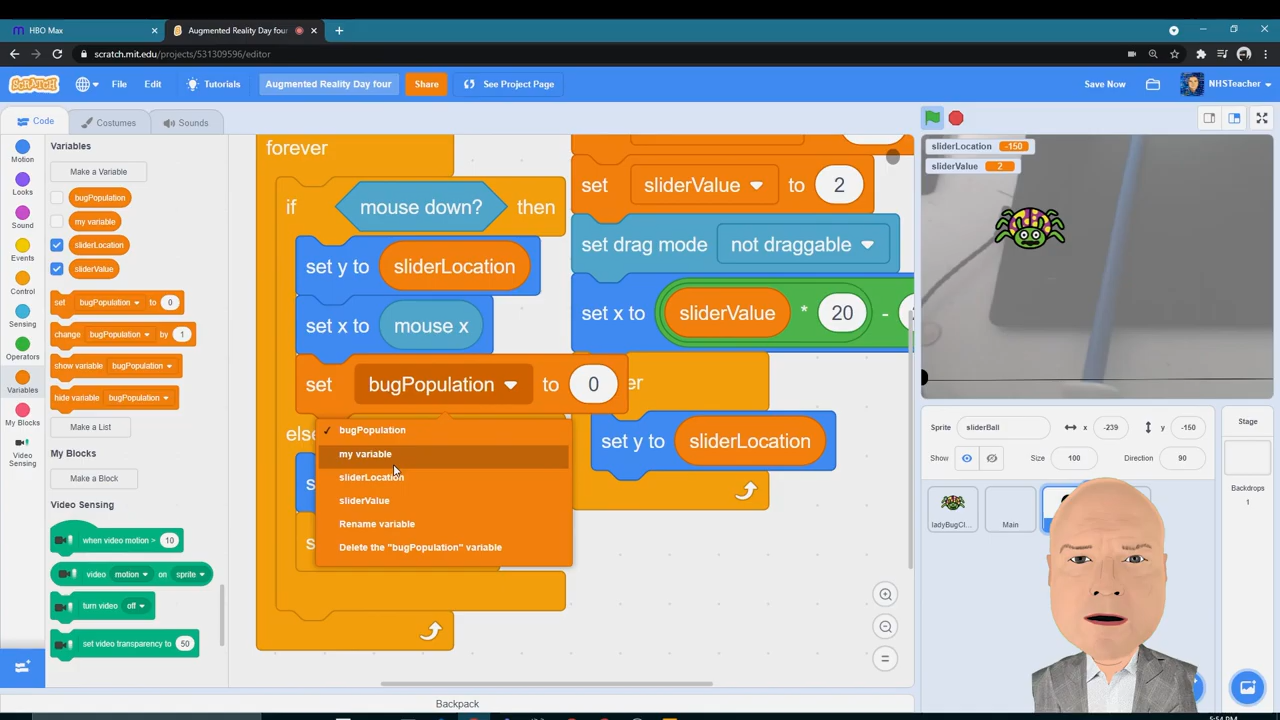 HBO Max
Augmented Reality Day four
scratch.mit.edu/projects/531309596/editor
SCRATCH
File
Edit
Tutorials
Augmented Reality Day four
Share
See Project Page
Save Now
NHSTeacher
Code
Costumes
Sounds
Motion
Looks
Sound
Events
Control
Sensing
Operators
Variables
My Blocks
Video
Sensing
Variables
Make a Variable
bugPopulation
my variable
sliderLocation
sliderValue
set bugPopulation to 0
change bugPopulation by 1
show variable bugPopulation
hide variable bugPopulation
Make a List
My Blocks
Make a Block
Video Sensing
when video motion > 10
video motion on sprite
turn video off
set video transparency to 50
forever
if mouse down? then
set y to sliderLocation
set x to mouse x
set bugPopulation to 0
else
bugPopulation
my variable
sliderLocation
sliderValue
Rename variable
Delete the "bugPopulation" variable
set sliderValue to 2
set drag mode not draggable
set x to sliderValue * 20 -
er
set y to sliderLocation
Backpack
sliderLocation -150
sliderValue 2
Sprite sliderBall x -239 y -150
Show Size 100 Direction 90
ladyBugCl...
Main
Stage
Backdrops
1
5:54 PM